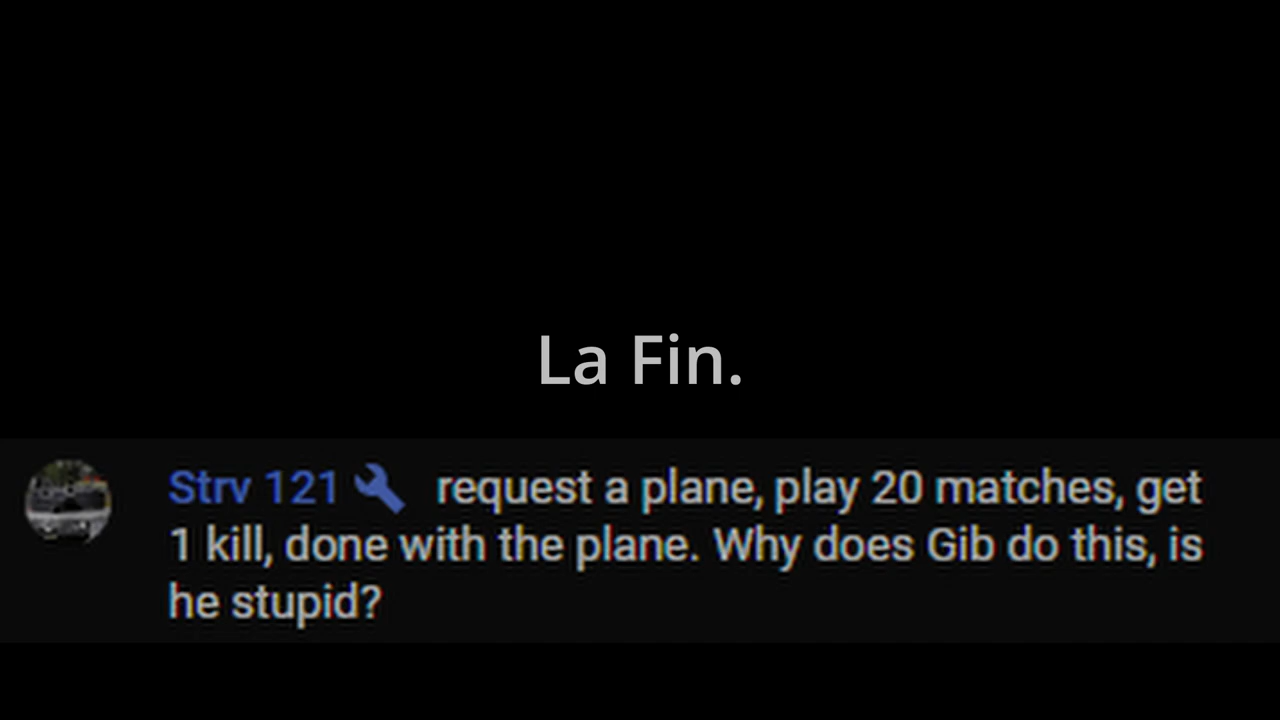 La Fin.
Strv 121 request a plane, play 20 matches, get
1 kill, done with the plane. Why does Gib do this, is
he stupid?